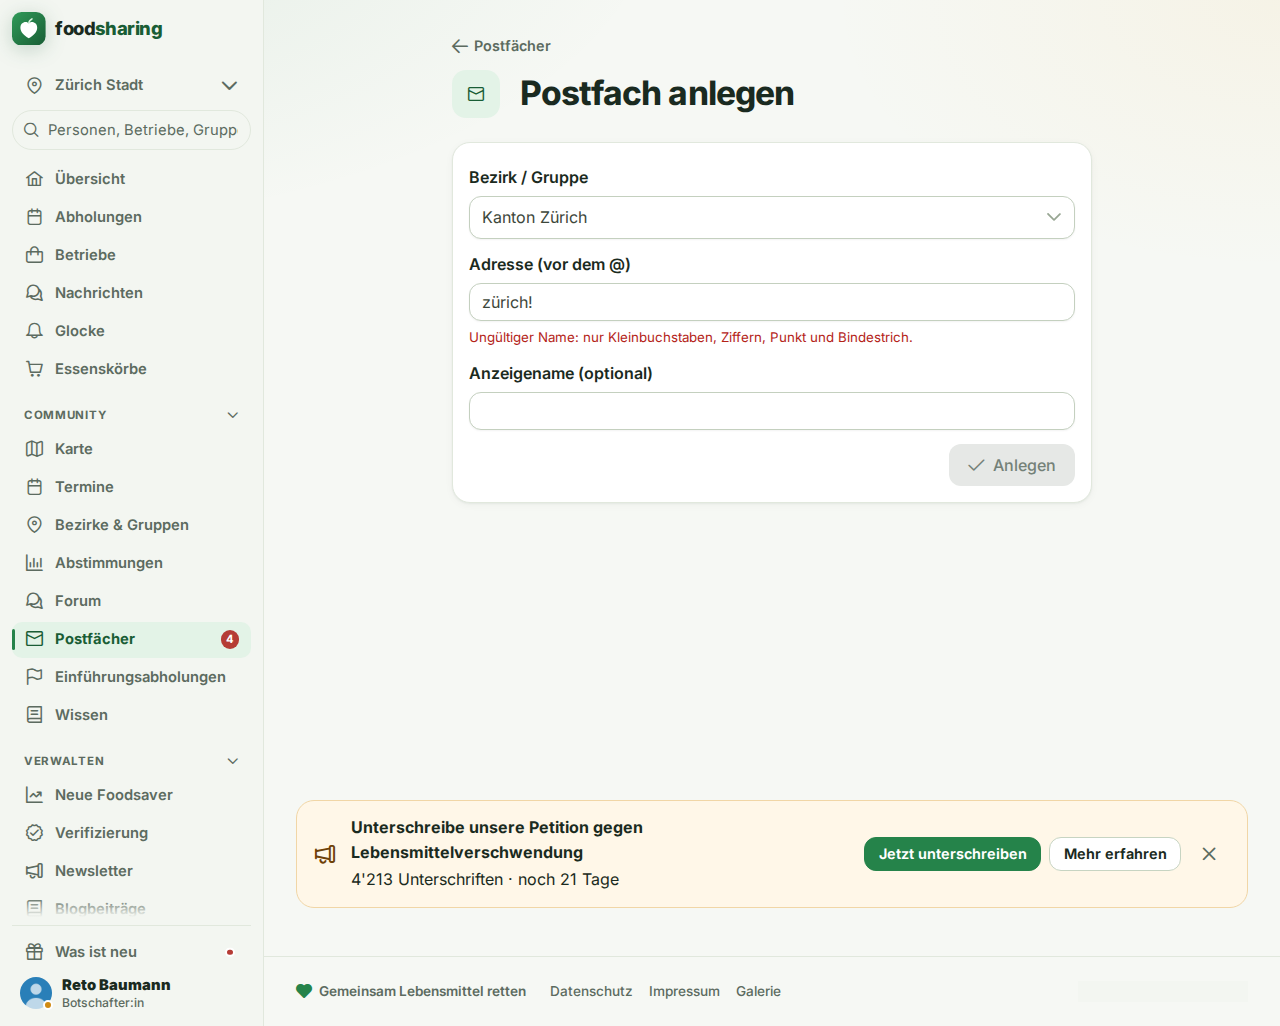 foodsharing
Zürich Stadt
Personen, Betriebe, Grupp
Übersicht
Abholungen
Betriebe
Nachrichten
Glocke
Essenskörbe
COMMUNITY
Karte
Termine
Bezirke & Gruppen
Abstimmungen
Forum
Postfächer 4
Einführungsabholungen
Wissen
VERWALTEN
Neue Foodsaver
Verifizierung
Newsletter
Blogbeiträge
Was ist neu
Reto Baumann
Botschafter:in
Postfächer
Postfach anlegen
Bezirk / Gruppe
Kanton Zürich
Adresse (vor dem @)
zürich!
Ungültiger Name: nur Kleinbuchstaben, Ziffern, Punkt und Bindestrich.
Anzeigename (optional)
Anlegen
Unterschreibe unsere Petition gegen
Lebensmittelverschwendung
4'213 Unterschriften · noch 21 Tage
Jetzt unterschreiben
Mehr erfahren
Gemeinsam Lebensmittel retten
Datenschutz
Impressum
Galerie